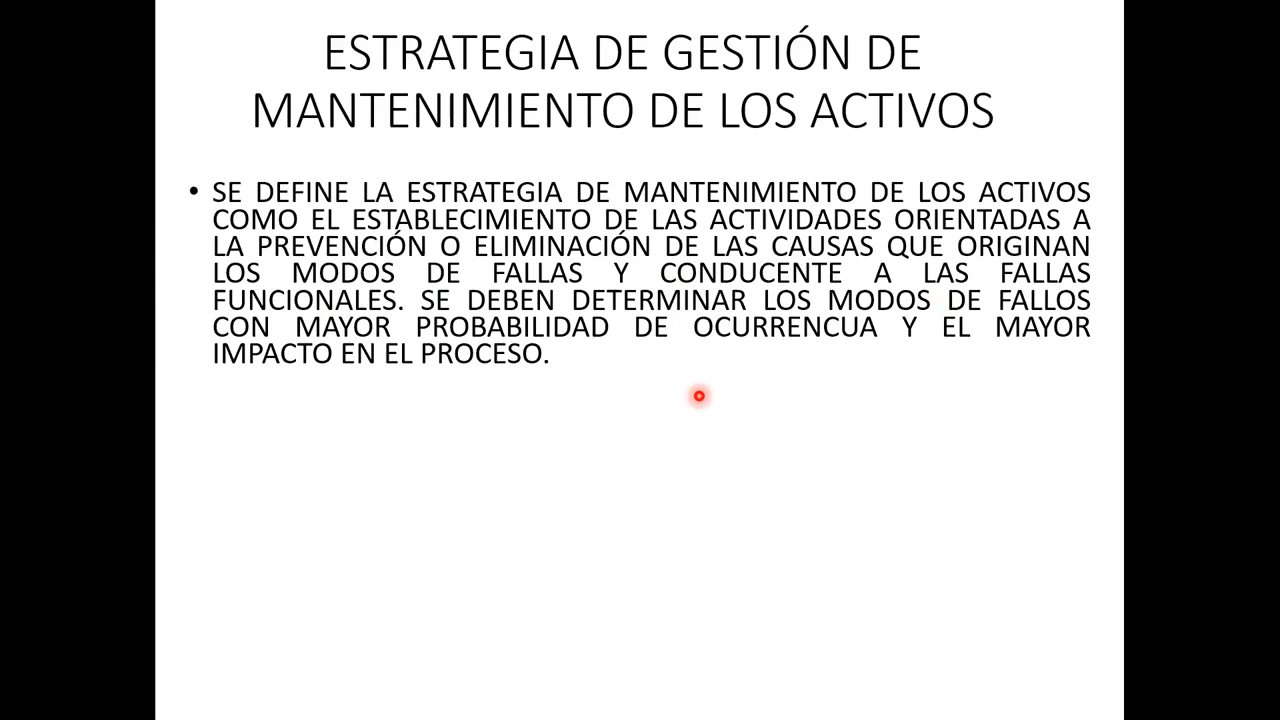 ESTRATEGIA DE GESTIÓN DE
MANTENIMIENTO DE LOS ACTIVOS
• SE DEFINE LA ESTRATEGIA DE MANTENIMIENTO DE LOS ACTIVOS
COMO EL ESTABLECIMIENTO DE LAS ACTIVIDADES ORIENTADAS A
LA PREVENCIÓN O ELIMINACIÓN DE LAS CAUSAS QUE ORIGINAN
LOS MODOS DE FALLAS Y CONDUCENTE A LAS FALLAS
FUNCIONALES. SE DEBEN DETERMINAR LOS MODOS DE FALLOS
CON MAYOR PROBABILIDAD DE OCURRENCUA Y EL MAYOR
IMPACTO EN EL PROCESO.